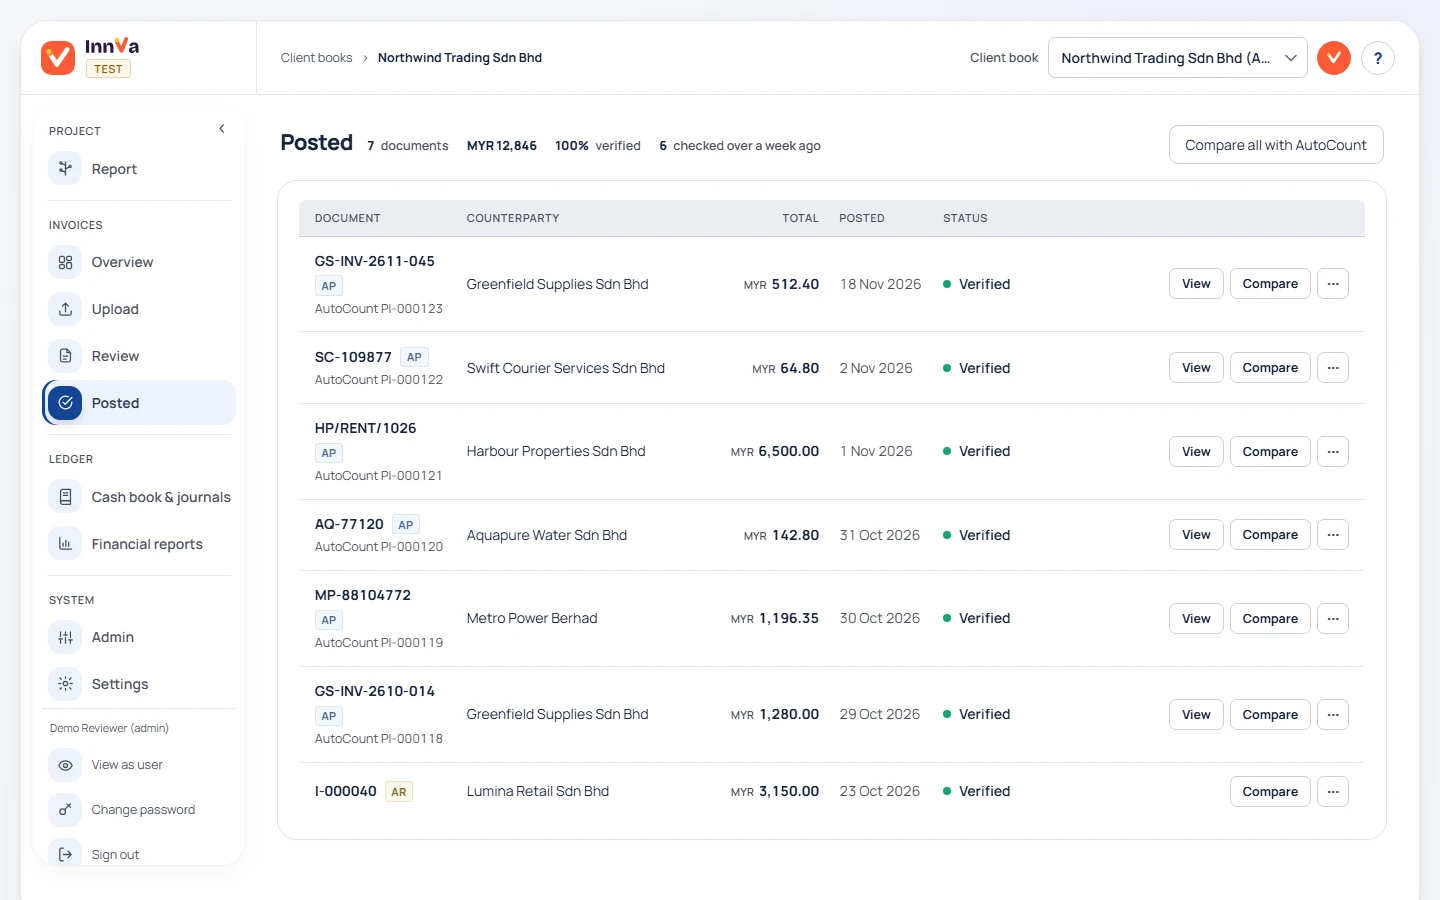 InnVa
TEST
Client books › Northwind Trading Sdn Bhd
Client book
Northwind Trading Sdn Bhd (A...
?
PROJECT
Report
INVOICES
Overview
Upload
Review
Posted
LEDGER
Cash book & journals
Financial reports
SYSTEM
Admin
Settings
Demo Reviewer (admin)
View as user
Change password
Sign out
Posted 7 documents MYR 12,846 100% verified 6 checked over a week ago
Compare all with AutoCount
DOCUMENT COUNTERPARTY TOTAL POSTED STATUS
GS-INV-2611-045
AP
AutoCount PI-000123
Greenfield Supplies Sdn Bhd MYR 512.40 18 Nov 2026 Verified View Compare ...
SC-109877 AP
AutoCount PI-000122
Swift Courier Services Sdn Bhd MYR 64.80 2 Nov 2026 Verified View Compare ...
HP/RENT/1026
AP
AutoCount PI-000121
Harbour Properties Sdn Bhd MYR 6,500.00 1 Nov 2026 Verified View Compare ...
AQ-77120 AP
AutoCount PI-000120
Aquapure Water Sdn Bhd MYR 142.80 31 Oct 2026 Verified View Compare ...
MP-88104772
AP
AutoCount PI-000119
Metro Power Berhad MYR 1,196.35 30 Oct 2026 Verified View Compare ...
GS-INV-2610-014
AP
AutoCount PI-000118
Greenfield Supplies Sdn Bhd MYR 1,280.00 29 Oct 2026 Verified View Compare ...
I-000040 AR Lumina Retail Sdn Bhd MYR 3,150.00 23 Oct 2026 Verified Compare ...